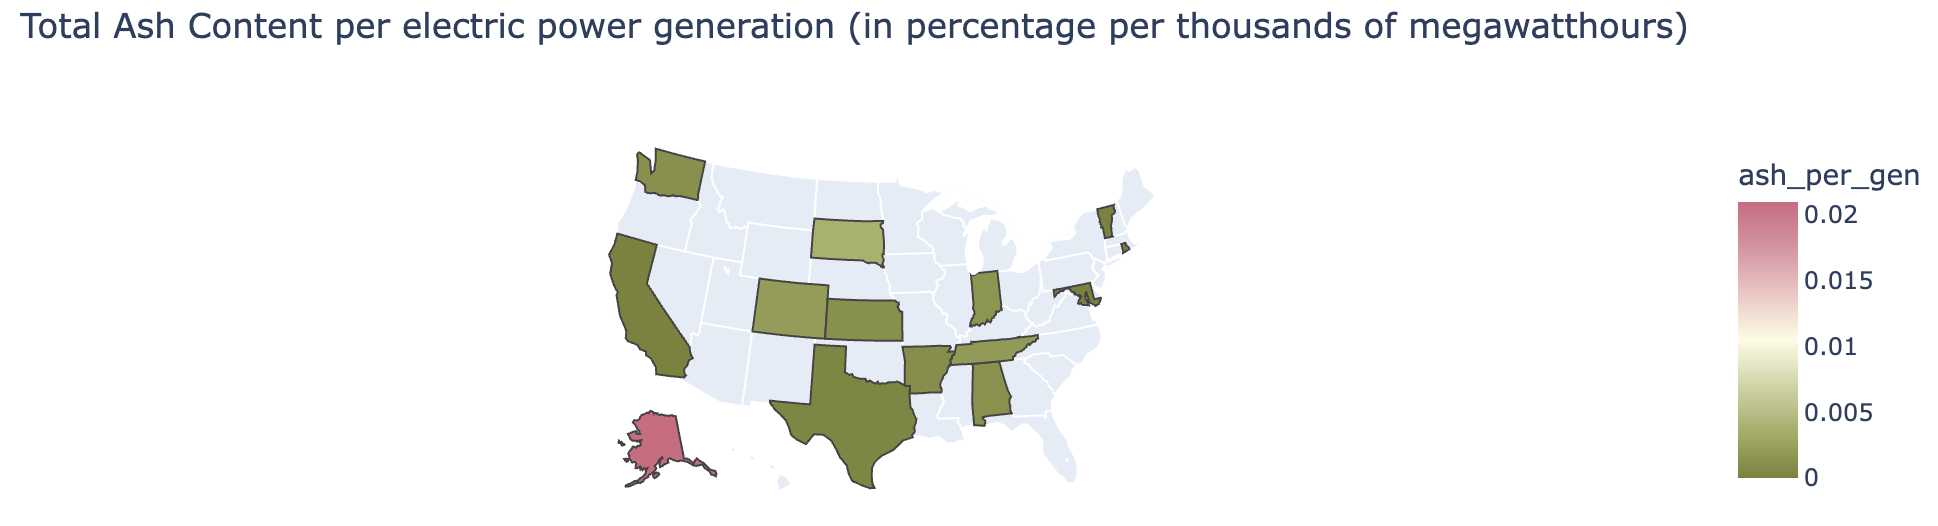 Total Ash Content per electric power generation (in percentage per thousands of megawatthours)
ash_per_gen
0.02
0.015
0.01
0.005
0